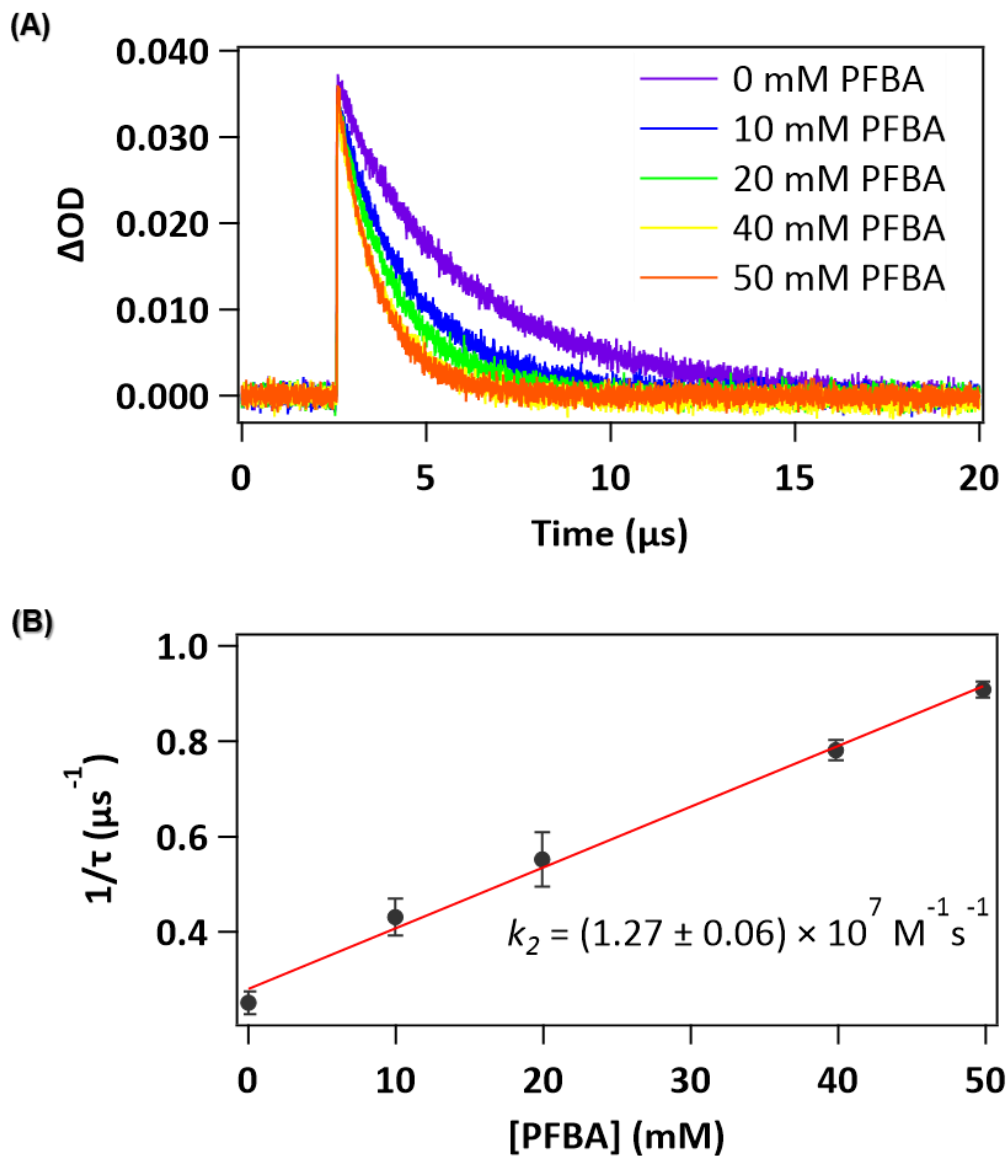 (A)
0.040
0.030
0.020
0.010
0.000
ΔOD
0 mM PFBA
10 mM PFBA
20 mM PFBA
40 mM PFBA
50 mM PFBA
0 5 10 15 20
Time (μs)
(B)
1.0
0.8
0.6
0.4
1/τ (μs⁻¹)
k₂ = (1.27 ± 0.06) × 10⁷ M⁻¹s⁻¹
0 10 20 30 40 50
[PFBA] (mM)